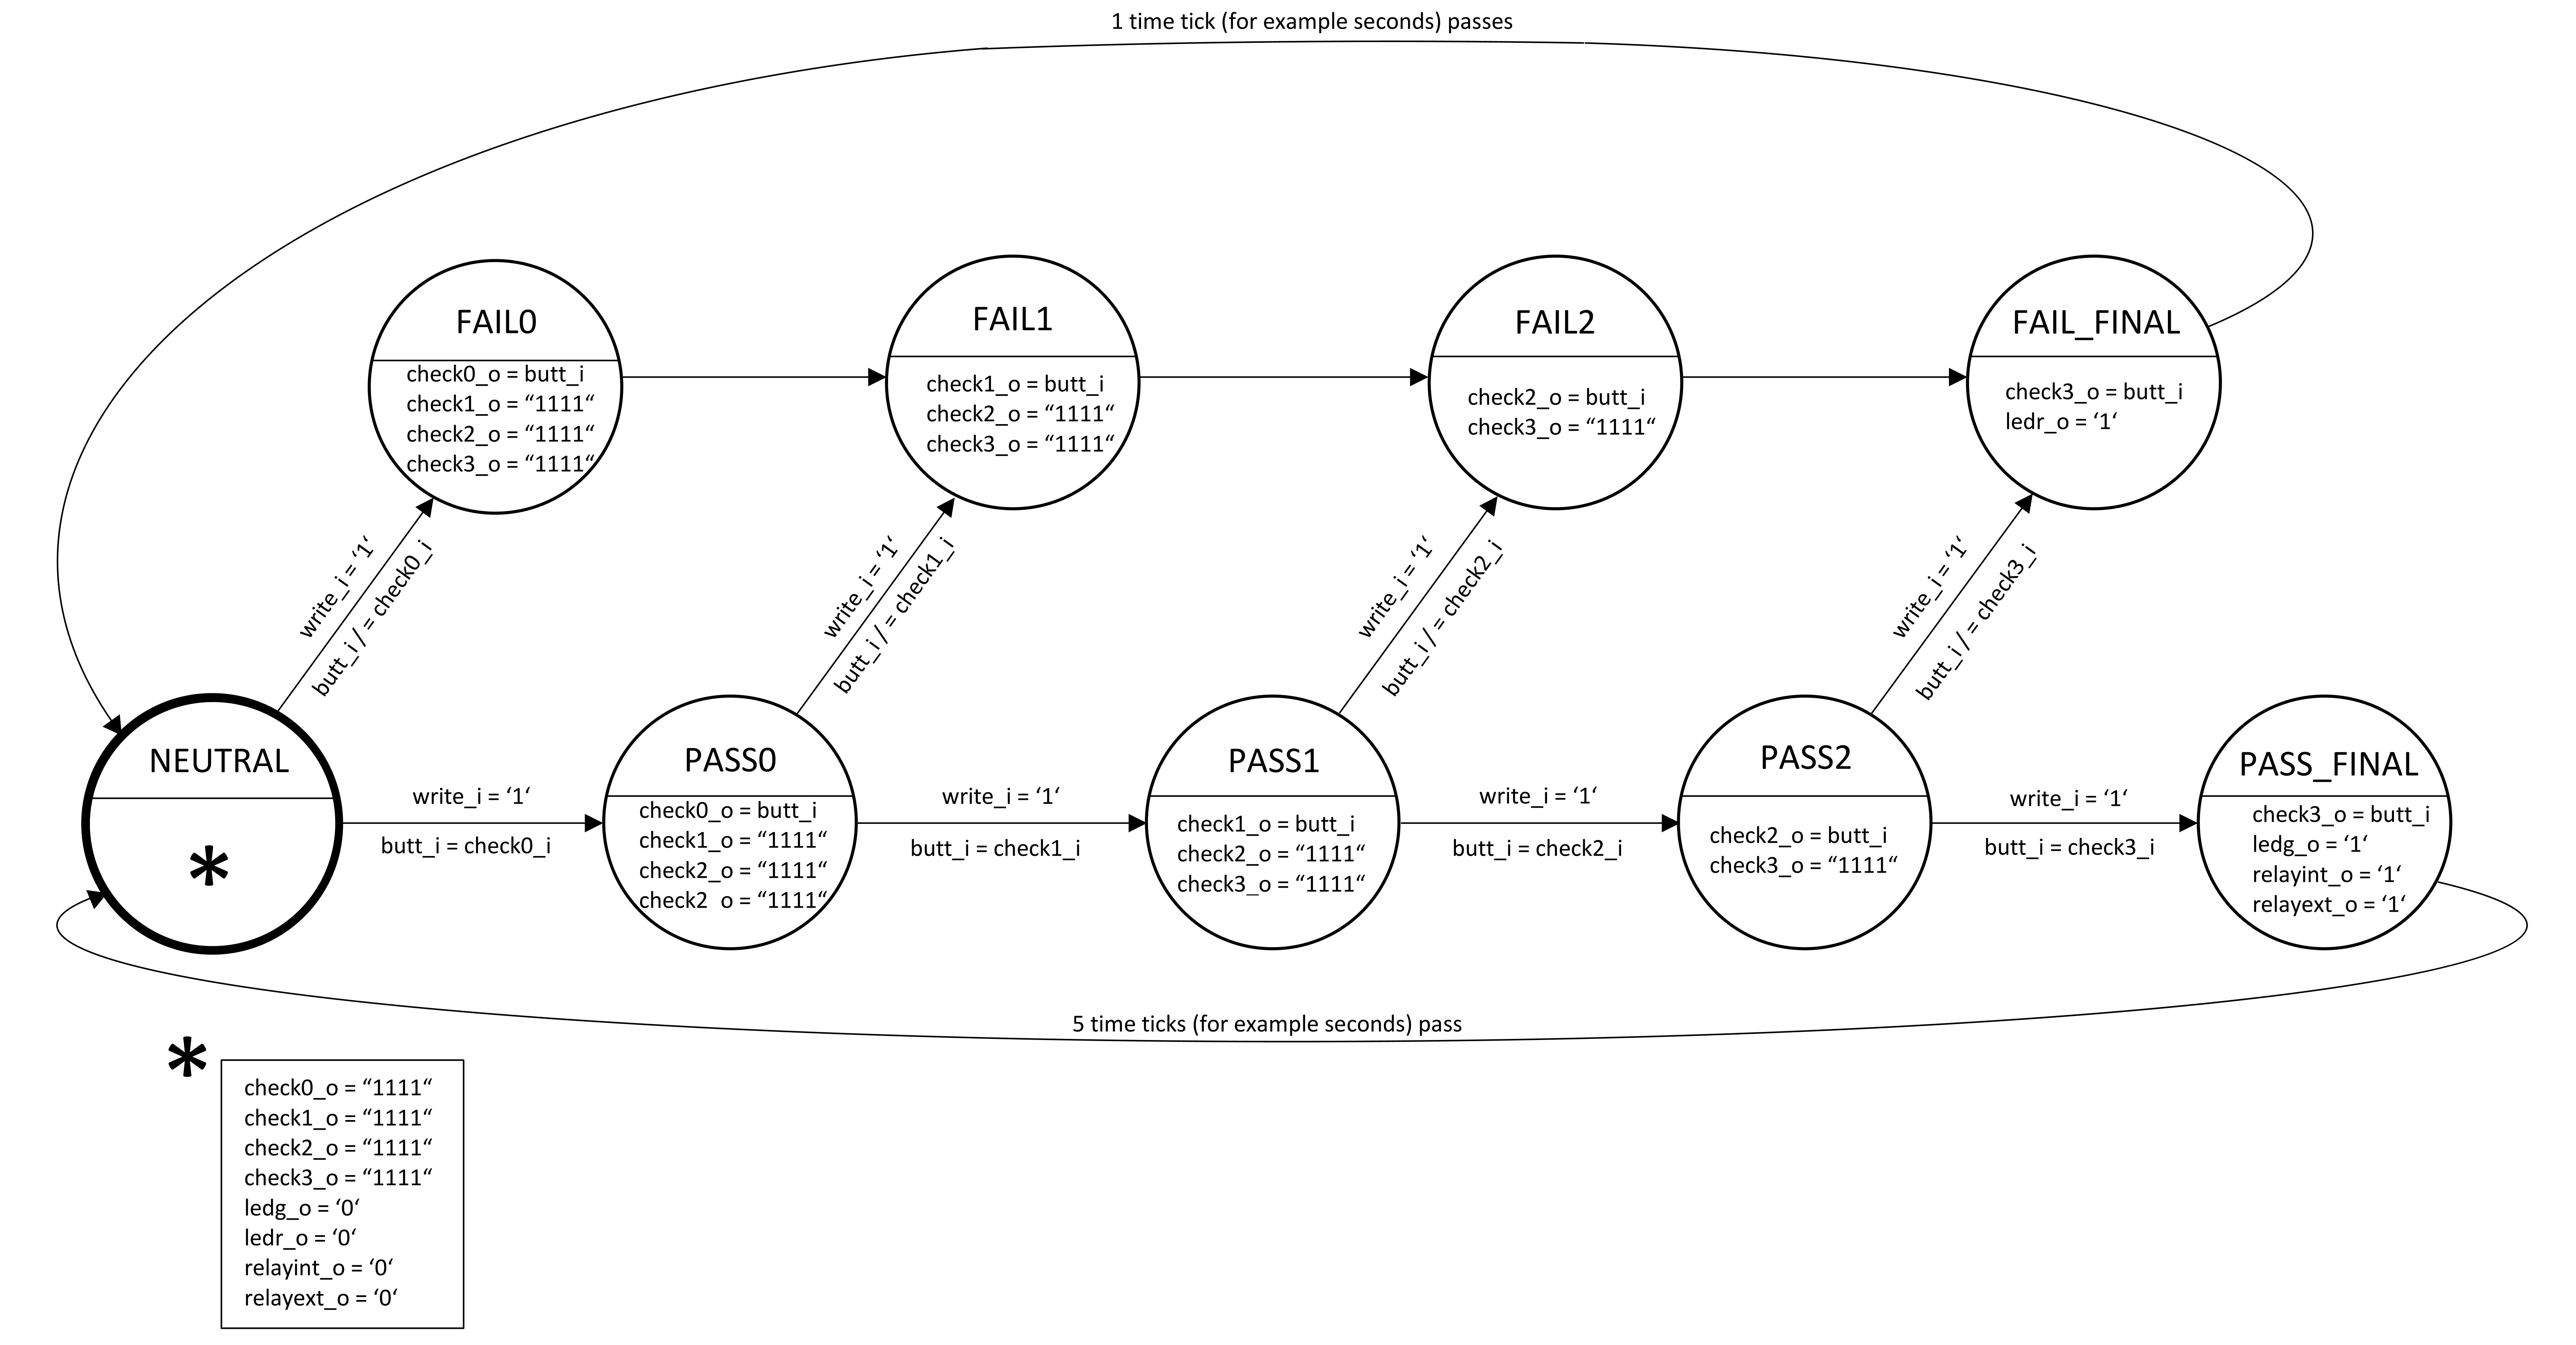 1 time tick (for example seconds) passes
FAIL0
check0_o = butt_i
check1_o = “1111“
check2_o = “1111“
check3_o = “1111“
FAIL1
check1_o = butt_i
check2_o = “1111“
check3_o = “1111“
FAIL2
check2_o = butt_i
check3_o = “1111“
FAIL_FINAL
check3_o = butt_i
ledr_o = ‘1‘
write_i = ‘1‘
butt_i / = check0_i
write_i = ‘1‘
butt_i / = check1_i
write_i = ‘1‘
butt_i / = check2_i
write_i = ‘1‘
butt_i / = check3_i
NEUTRAL
*
write_i = ‘1‘
butt_i = check0_i
PASS0
check0_o = butt_i
check1_o = “1111“
check2_o = “1111“
check2 o = “1111“
write_i = ‘1‘
butt_i = check1_i
PASS1
check1_o = butt_i
check2_o = “1111“
check3_o = “1111“
write_i = ‘1‘
butt_i = check2_i
PASS2
check2_o = butt_i
check3_o = “1111“
write_i = ‘1‘
butt_i = check3_i
PASS_FINAL
check3_o = butt_i
ledg_o = ‘1‘
relayint_o = ‘1‘
relayext_o = ‘1‘
5 time ticks (for example seconds) pass
*
check0_o = “1111“
check1_o = “1111“
check2_o = “1111“
check3_o = “1111“
ledg_o = ‘0‘
ledr_o = ‘0‘
relayint_o = ‘0‘
relayext_o = ‘0‘